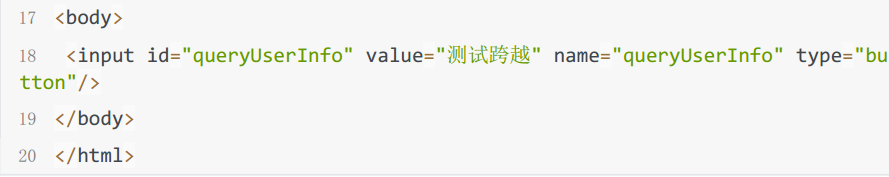 17 <body>
18 <input id="queryUserInfo" value="测试跨越" name="queryUserInfo" type="bu
tton"/>
19 </body>
20 </html>